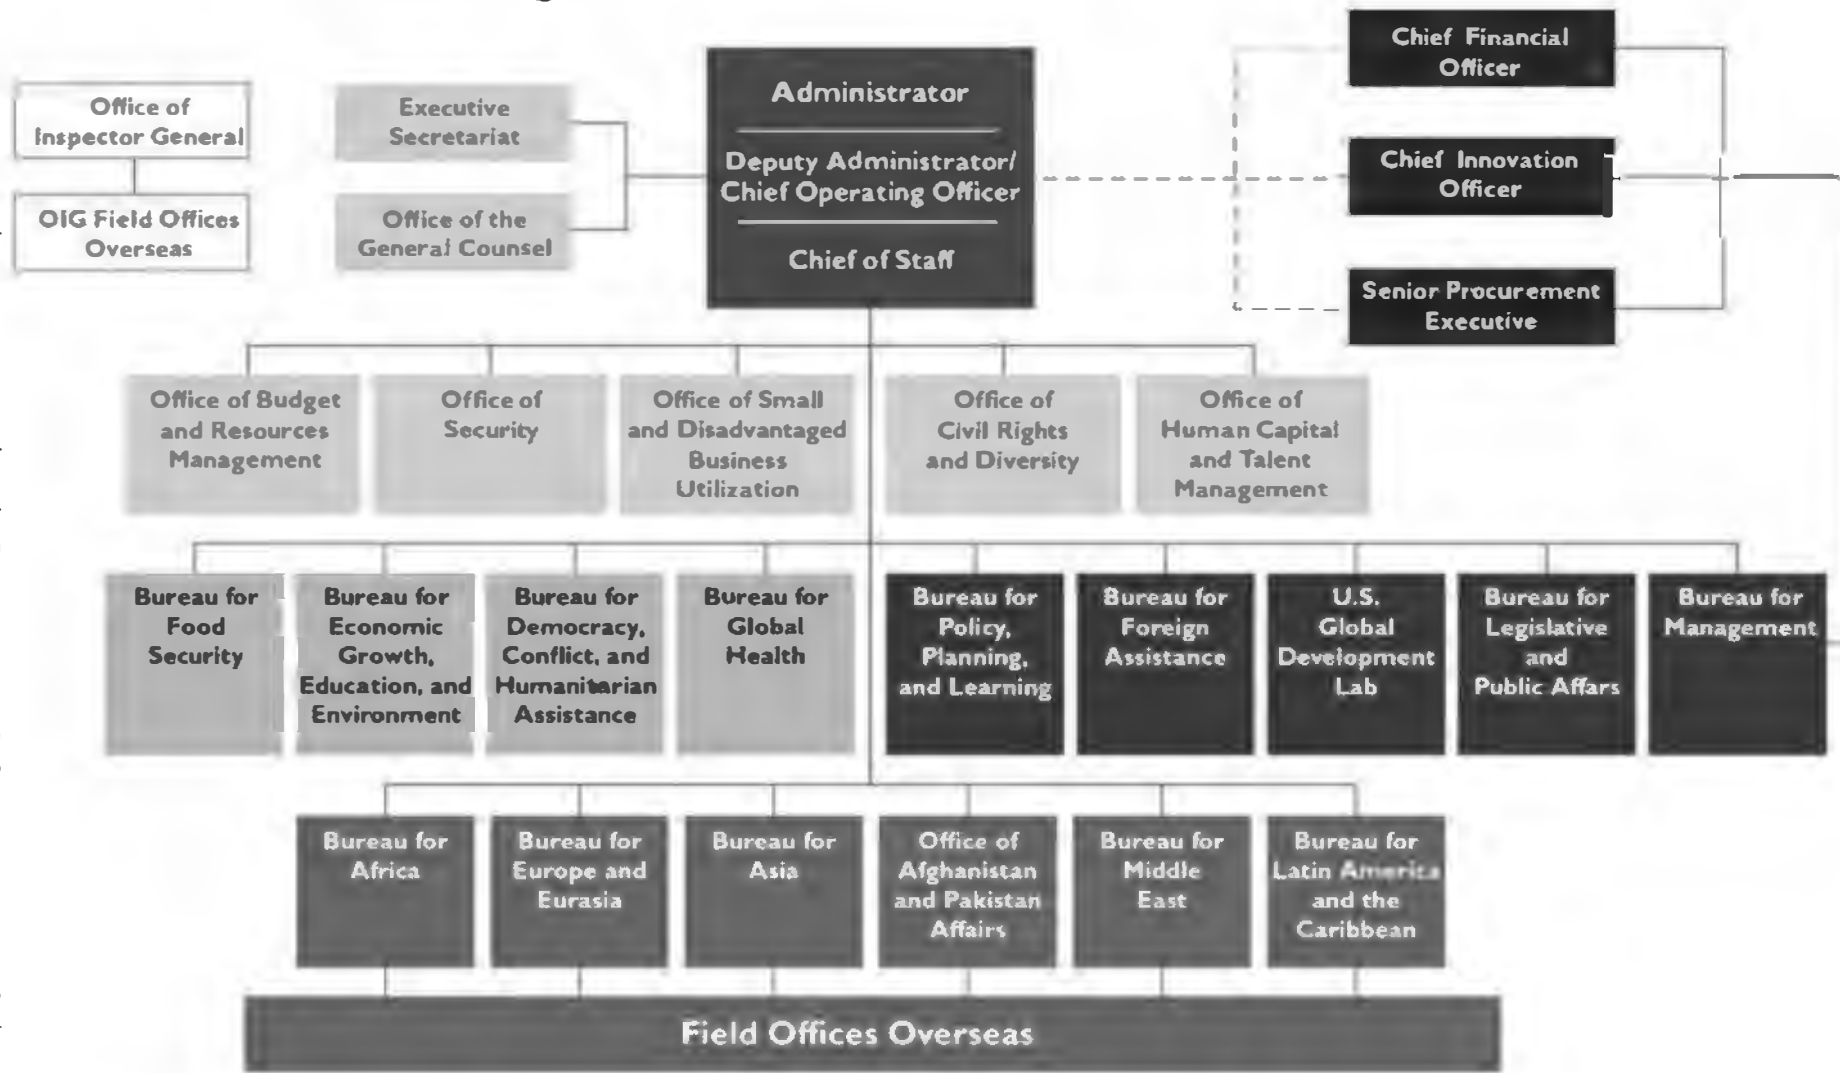 Chief Financial
Officer
Administrator
Office of
Inspector General
Executive
Secretariat
Deputy Administrator/
Chief Operating Officer
Chief Innovation
Officer
OIG Field Offices
Overseas
Office of the
General Counsel
Chief of Staff
Senior Procurement
Executive
Office of Budget
and Resources
Management
Office of
Security
Office of Small
and Disadvantaged
Business
Utilization
Office of
Civil Rights
and Diversity
Office of
Human Capital
and Talent
Management
Bureau for
Food
Security
Bureau for
Economic
Growth,
Education, and
Environment
Bureau for
Democracy,
Conflict, and
Humanitarian
Assistance
Bureau for
Global
Health
Bureau for
Policy,
Planning,
and Learning
Bureau for
Foreign
Assistance
U.S.
Global
Development
Lab
Bureau for
Legislative
and
Public Affars
Bureau for
Management
Bureau for
Africa
Bureau for
Europe and
Eurasia
Bureau for
Asia
Office of
Afghanistan
and Pakistan
Affairs
Bureau for
Middle
East
Bureau for
Latin America
and the
Caribbean
Field Offices Overseas